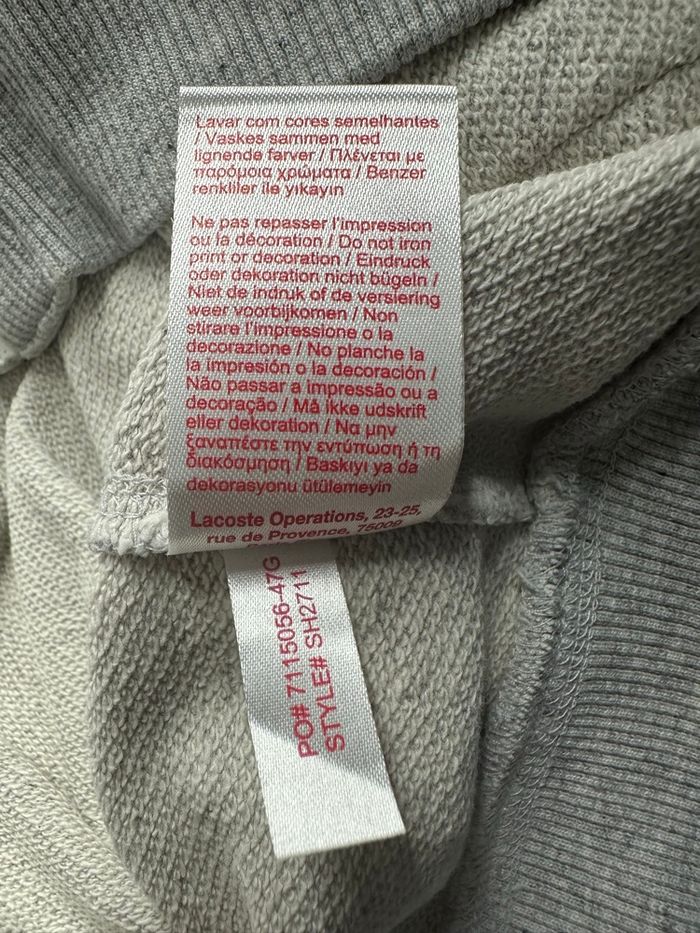 Lavar com cores semelhantes
/ Vaskes sammen med
lignende farver / Πλένεται με
παρόμοια χρώματα / Benzer
renkliler ile yıkayın
Ne pas repasser l'impression
ou la décoration / Do not iron
print or decoration / Eindruck
oder dekoration nicht bügeln /
Niet de indruk of de versiering
weer voorbijkomen / Non
stirare l'impressione o la
decorazione / No planche la
la impresión o la decoración /
Não passar a impressão ou a
decoração / Må ikke udskrift
eller dekoration / Να μην
ξαναπέστε την εντύπωση ή τη
διακόσμηση / Baskıyı ya da
dekorasyonu ütülemeyin
Lacoste Operations, 23-25,
rue de Provence, 75009
PO# 7115056-47G
STYLE# SH2711